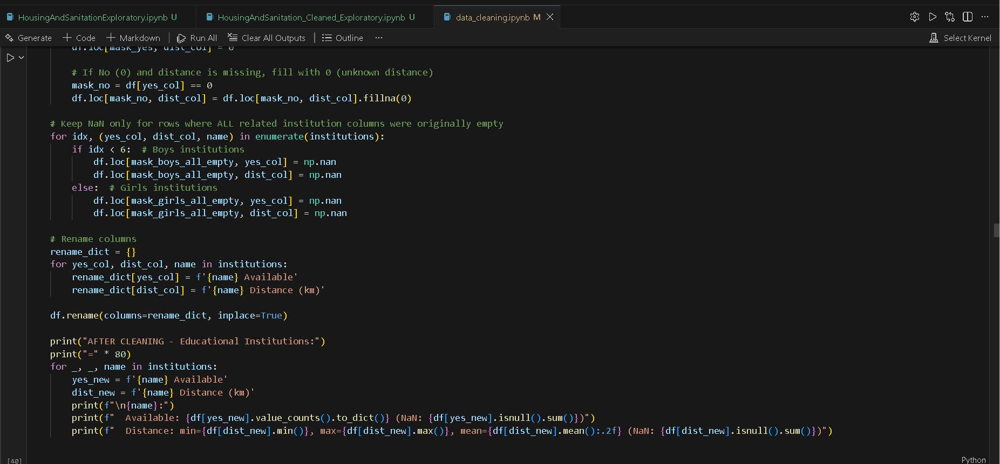 HousingAndSanitationExploratory.ipynb U HousingAndSanitation_Cleaned_Exploratory.ipynb U data_cleaning.ipynb M
Generate + Code + Markdown | Run All Clear All Outputs | Outline ... Select Kernel
df.loc[mask_yes, dist_col] = 0
# If No (0) and distance is missing, fill with 0 (unknown distance)
mask_no = df[yes_col] == 0
df.loc[mask_no, dist_col] = df.loc[mask_no, dist_col].fillna(0)
# Keep NaN only for rows where ALL related institution columns were originally empty
for idx, (yes_col, dist_col, name) in enumerate(institutions):
if idx < 6:  # Boys institutions
df.loc[mask_boys_all_empty, yes_col] = np.nan
df.loc[mask_boys_all_empty, dist_col] = np.nan
else:  # Girls institutions
df.loc[mask_girls_all_empty, yes_col] = np.nan
df.loc[mask_girls_all_empty, dist_col] = np.nan
# Rename columns
rename_dict = {}
for yes_col, dist_col, name in institutions:
rename_dict[yes_col] = f'{name} Available'
rename_dict[dist_col] = f'{name} Distance (km)'
df.rename(columns=rename_dict, inplace=True)
print("AFTER CLEANING - Educational Institutions:")
print("=" * 80)
for _, _, name in institutions:
yes_new = f'{name} Available'
dist_new = f'{name} Distance (km)'
print(f"\n{name}:")
print(f"  Available: {df[yes_new].value_counts().to_dict()} (NaN: {df[yes_new].isnull().sum()})")
print(f"  Distance: min={df[dist_new].min()}, max={df[dist_new].max()}, mean={df[dist_new].mean():.2f} (NaN: {df[dist_new].isnull().sum()})")
[40] Python